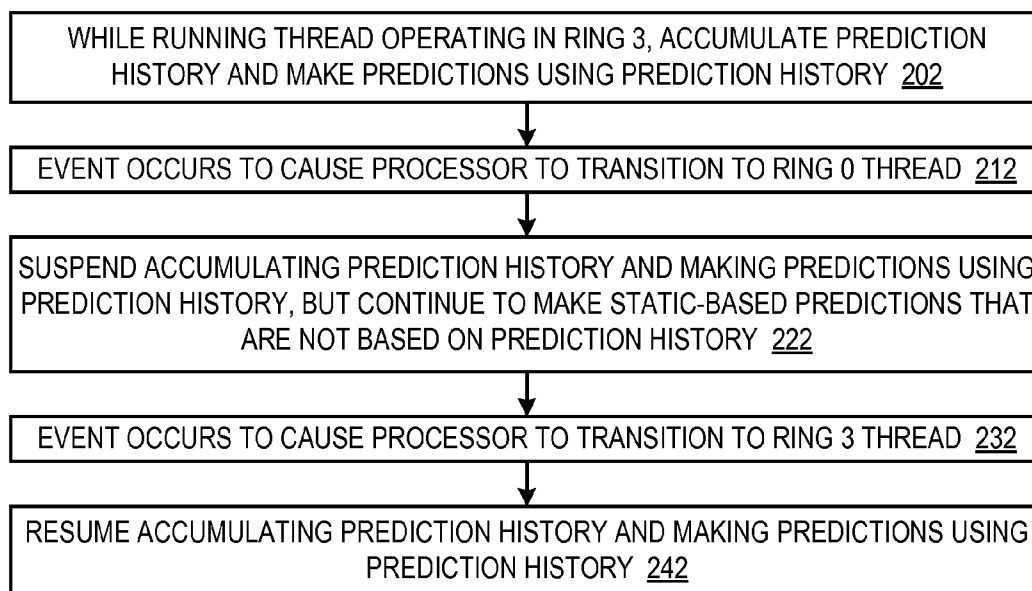 WHILE RUNNING THREAD OPERATING IN RING 3, ACCUMULATE PREDICTION
HISTORY AND MAKE PREDICTIONS USING PREDICTION HISTORY 202
EVENT OCCURS TO CAUSE PROCESSOR TO TRANSITION TO RING 0 THREAD 212
SUSPEND ACCUMULATING PREDICTION HISTORY AND MAKING PREDICTIONS USING
PREDICTION HISTORY, BUT CONTINUE TO MAKE STATIC-BASED PREDICTIONS THAT
ARE NOT BASED ON PREDICTION HISTORY 222
EVENT OCCURS TO CAUSE PROCESSOR TO TRANSITION TO RING 3 THREAD 232
RESUME ACCUMULATING PREDICTION HISTORY AND MAKING PREDICTIONS USING
PREDICTION HISTORY 242